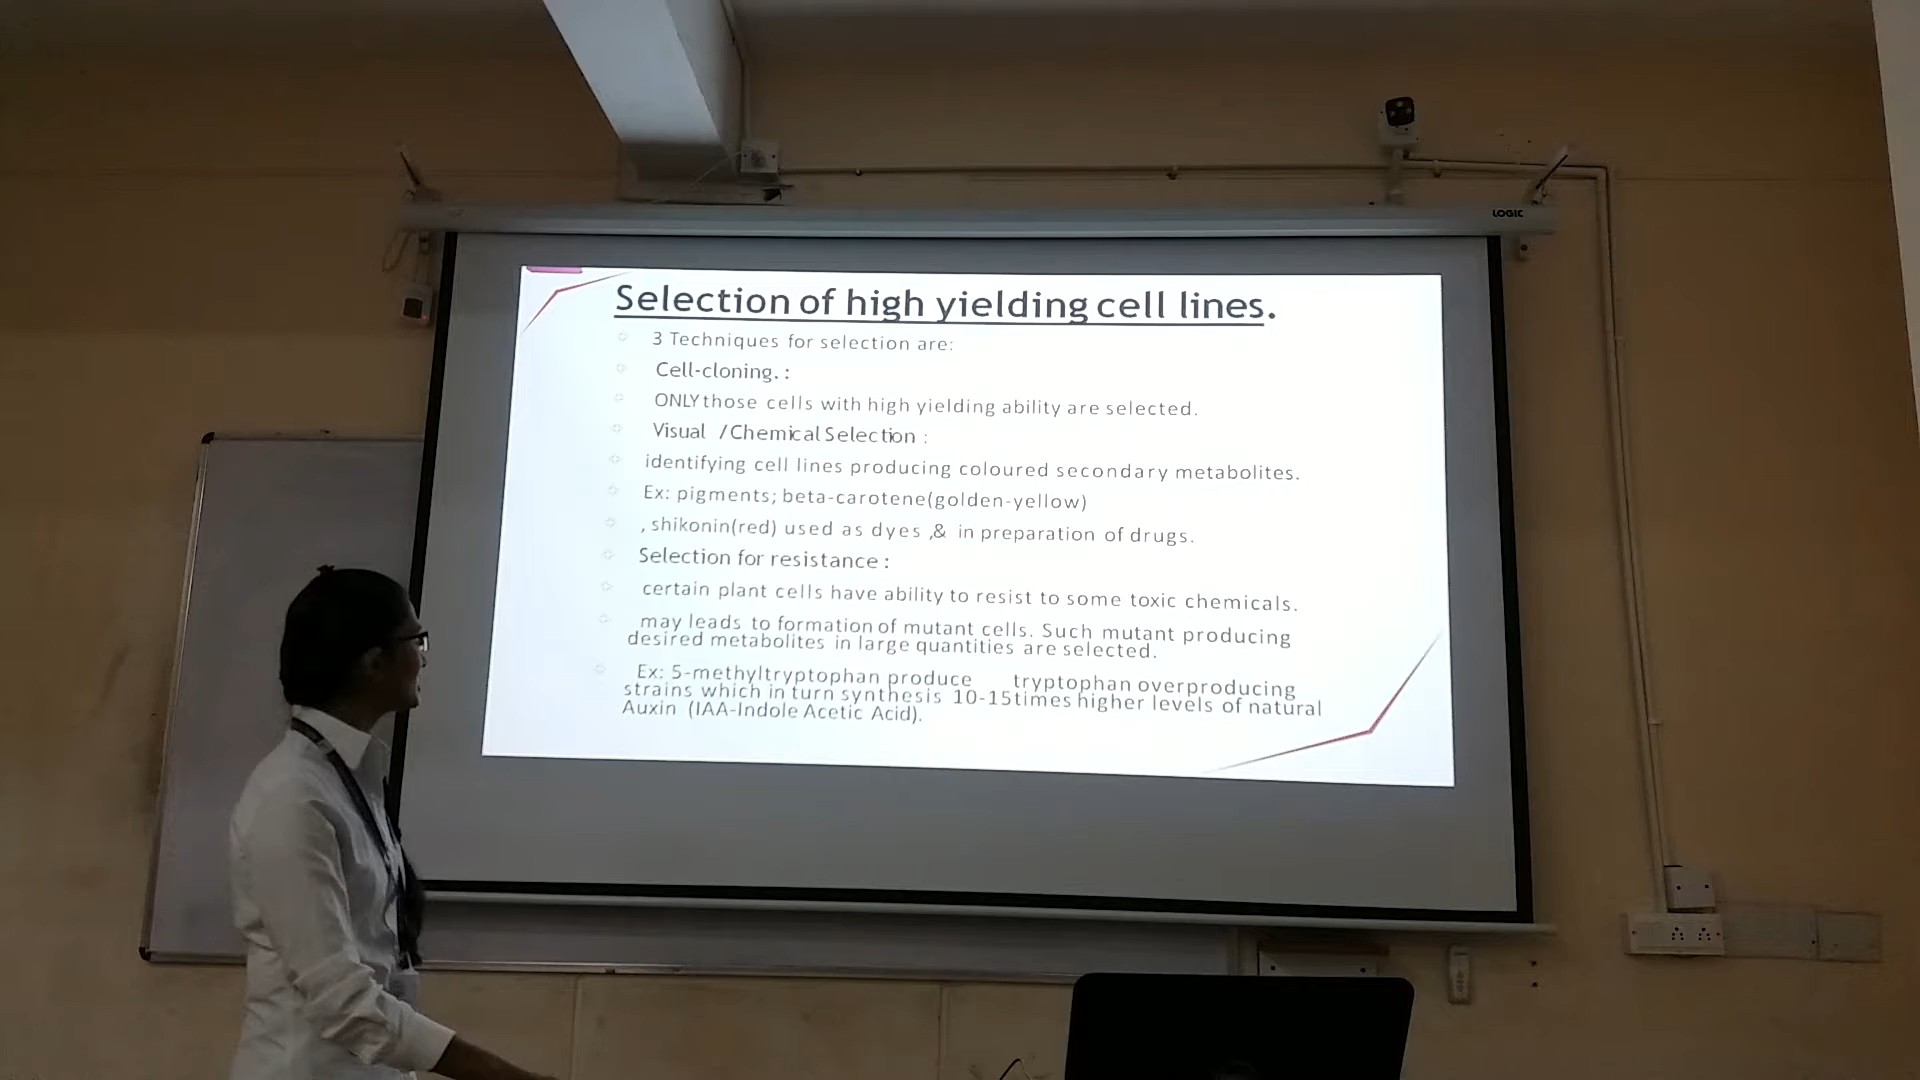 LOGIC
Selection of high yielding cell lines.
3 Techniques for selection are:
Cell-cloning. :
ONLY those cells with high yielding ability are selected.
Visual / Chemical Selection :
identifying cell lines producing coloured secondary metabolites.
Ex: pigments; beta-carotene(golden-yellow)
, shikonin(red) used as dyes ,& in preparation of drugs.
Selection for resistance :
certain plant cells have ability to resist to some toxic chemicals.
may leads to formation of mutant cells. Such mutant producing
desired metabolites in large quantities are selected.
Ex: 5-methyltryptophan produce tryptophan overproducing
strains which in turn synthesis 10-15times higher levels of natural
Auxin (IAA-Indole Acetic Acid).